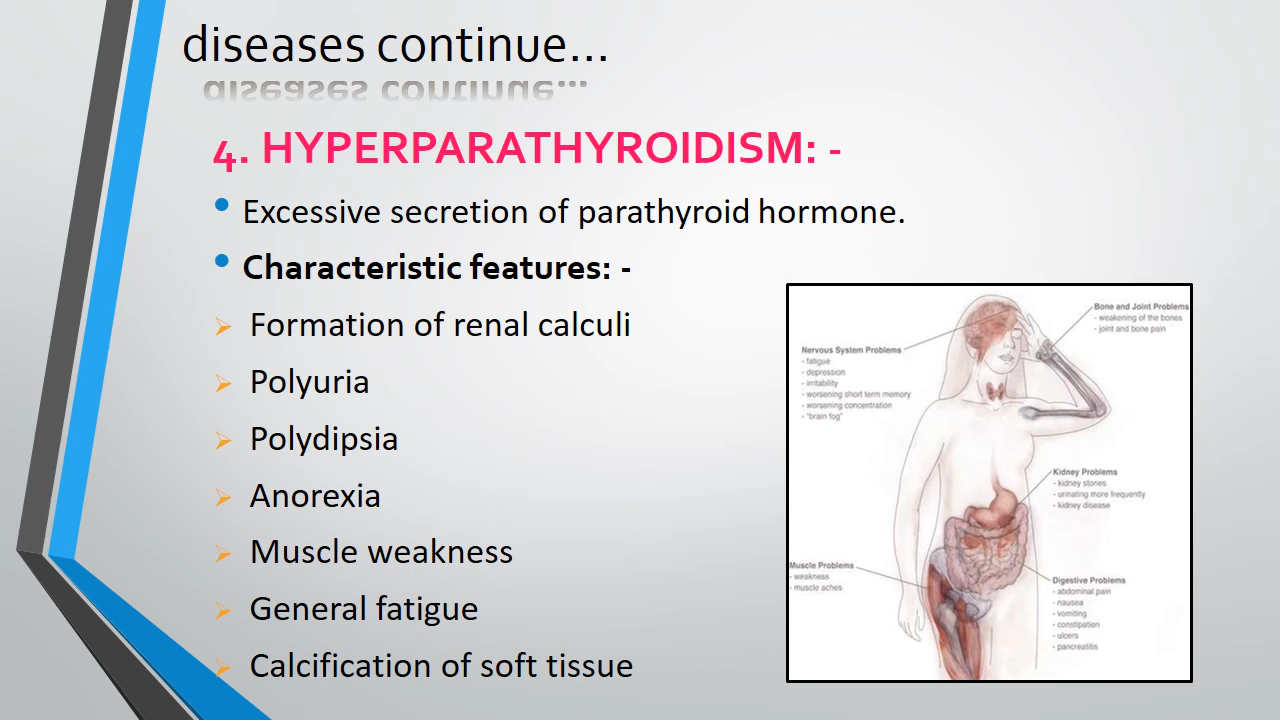 diseases continue...
4. HYPERPARATHYROIDISM: -
• Excessive secretion of parathyroid hormone.
• Characteristic features: -
➢ Formation of renal calculi
➢ Polyuria
➢ Polydipsia
➢ Anorexia
➢ Muscle weakness
➢ General fatigue
➢ Calcification of soft tissue
Bone and Joint Problems
- weakening of the bones
- joint and bone pain
Nervous System Problems
- fatigue
- depression
- irritability
- worsening short term memory
- worsening concentration
- "brain fog"
Kidney Problems
- kidney stones
- urinating more frequently
- kidney disease
Muscle Problems
- weakness
- muscle aches
Digestive Problems
- abdominal pain
- nausea
- vomiting
- constipation
- ulcers
- pancreatitis